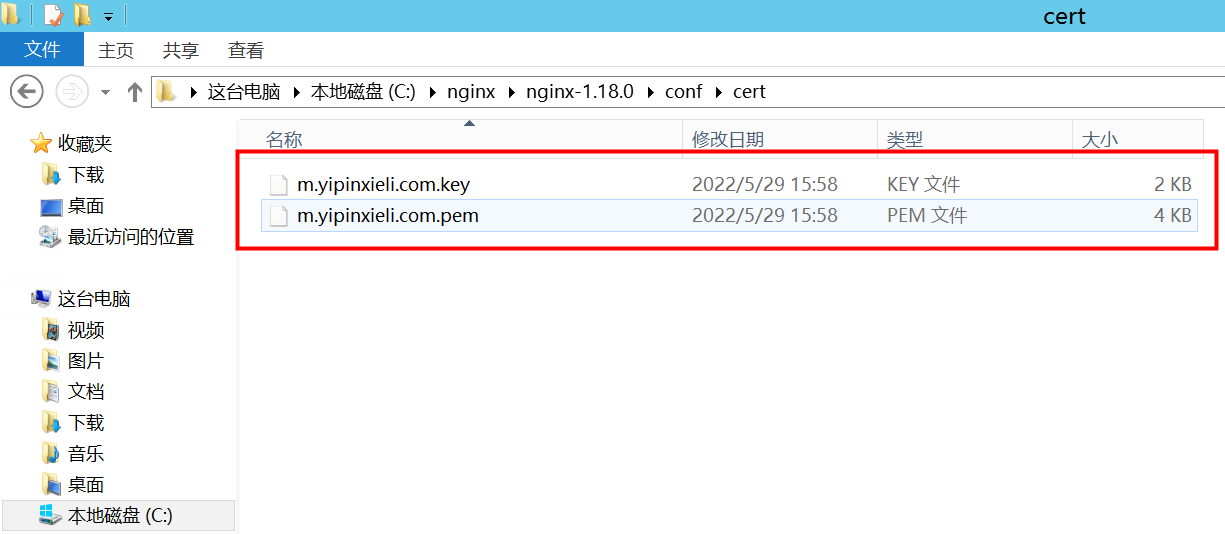 cert
文件 主页 共享 查看
这台电脑 本地磁盘 (C:) nginx nginx-1.18.0 conf cert
名称 修改日期 类型 大小
m.yipinxieli.com.key 2022/5/29 15:58 KEY 文件 2 KB
m.yipinxieli.com.pem 2022/5/29 15:58 PEM 文件 4 KB
收藏夹
下载
桌面
最近访问的位置
这台电脑
视频
图片
文档
下载
音乐
桌面
本地磁盘 (C:)